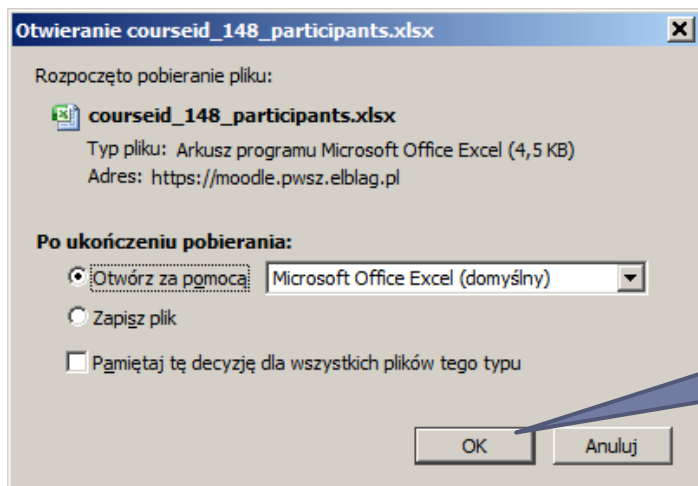 Otwieranie courseid_148_participants.xlsx
Rozpoczęto pobieranie pliku:
courseid_148_participants.xlsx
Typ pliku: Arkusz programu Microsoft Office Excel (4,5 KB)
Adres: https://moodle.pwsz.elblag.pl
Po ukończeniu pobierania:
Otwórz za pomocą Microsoft Office Excel (domyślny)
Zapisz plik
Pamiętaj tę decyzję dla wszystkich plików tego typu
OK Anuluj